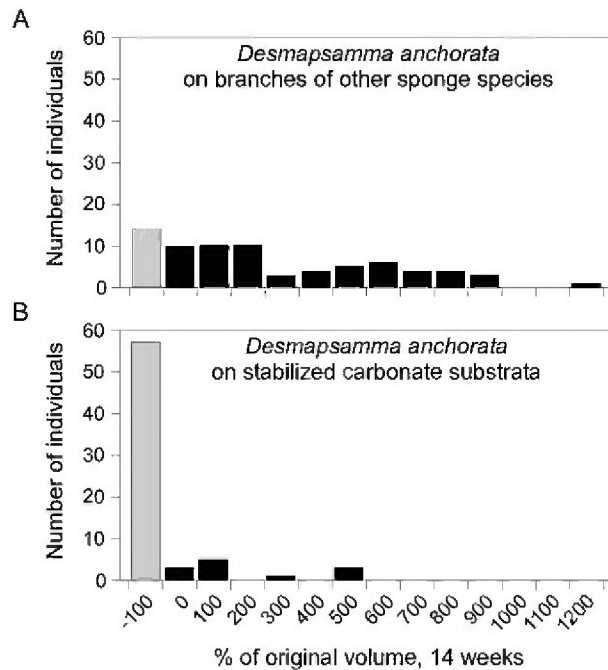 A
60
50
40
30
20
10
0
Number of individuals
Desmapsamma anchorata
on branches of other sponge species
B
60
50
40
30
20
10
0
Number of individuals
Desmapsamma anchorata
on stabilized carbonate substrata
-100 0 100 200 300 400 500 600 700 800 900 1000 1100 1200
% of original volume, 14 weeks